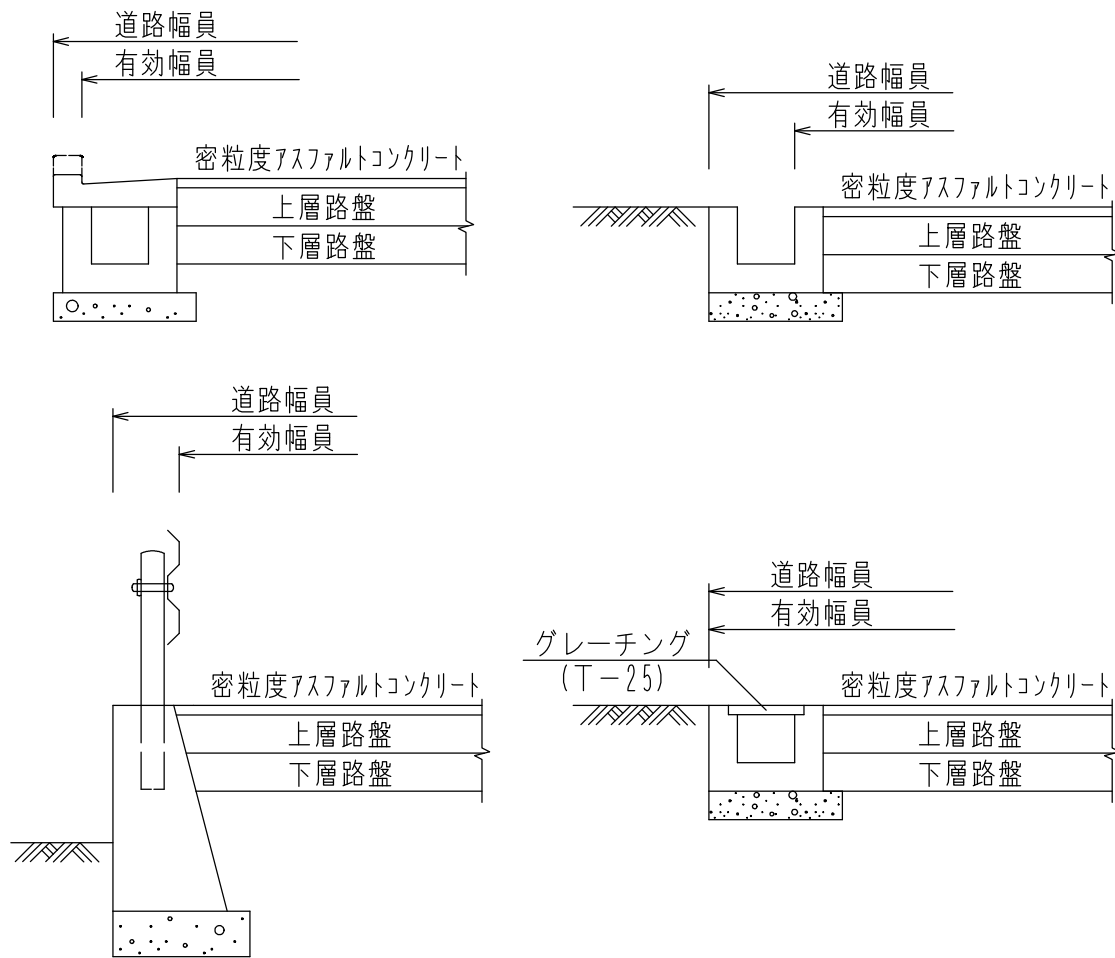 道路幅員
有効幅員
密粒度アスファルトコンクリート
上層路盤
下層路盤
道路幅員
有効幅員
密粒度アスファルトコンクリート
上層路盤
下層路盤
道路幅員
有効幅員
密粒度アスファルトコンクリート
上層路盤
下層路盤
道路幅員
有効幅員
グレーチング
(T-25)
密粒度アスファルトコンクリート
上層路盤
下層路盤